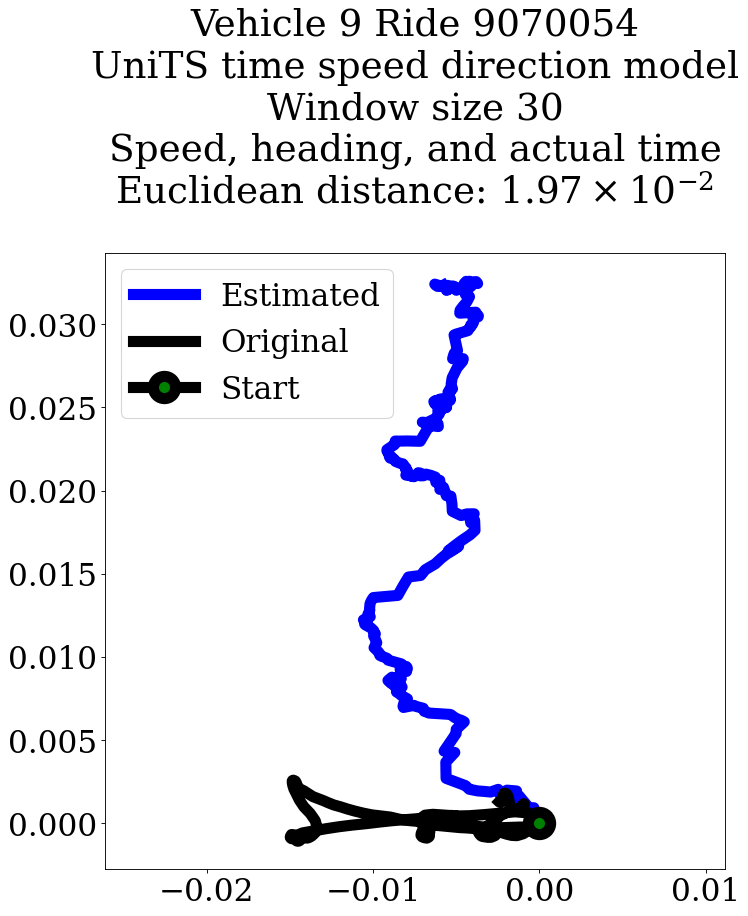 Vehicle 9 Ride 9070054
UniTS time speed direction model
Window size 30
Speed, heading, and actual time
Euclidean distance: 1.97 × 10⁻²
Estimated
Original
Start
0.030
0.025
0.020
0.015
0.010
0.005
0.000
−0.02 −0.01 0.00 0.01